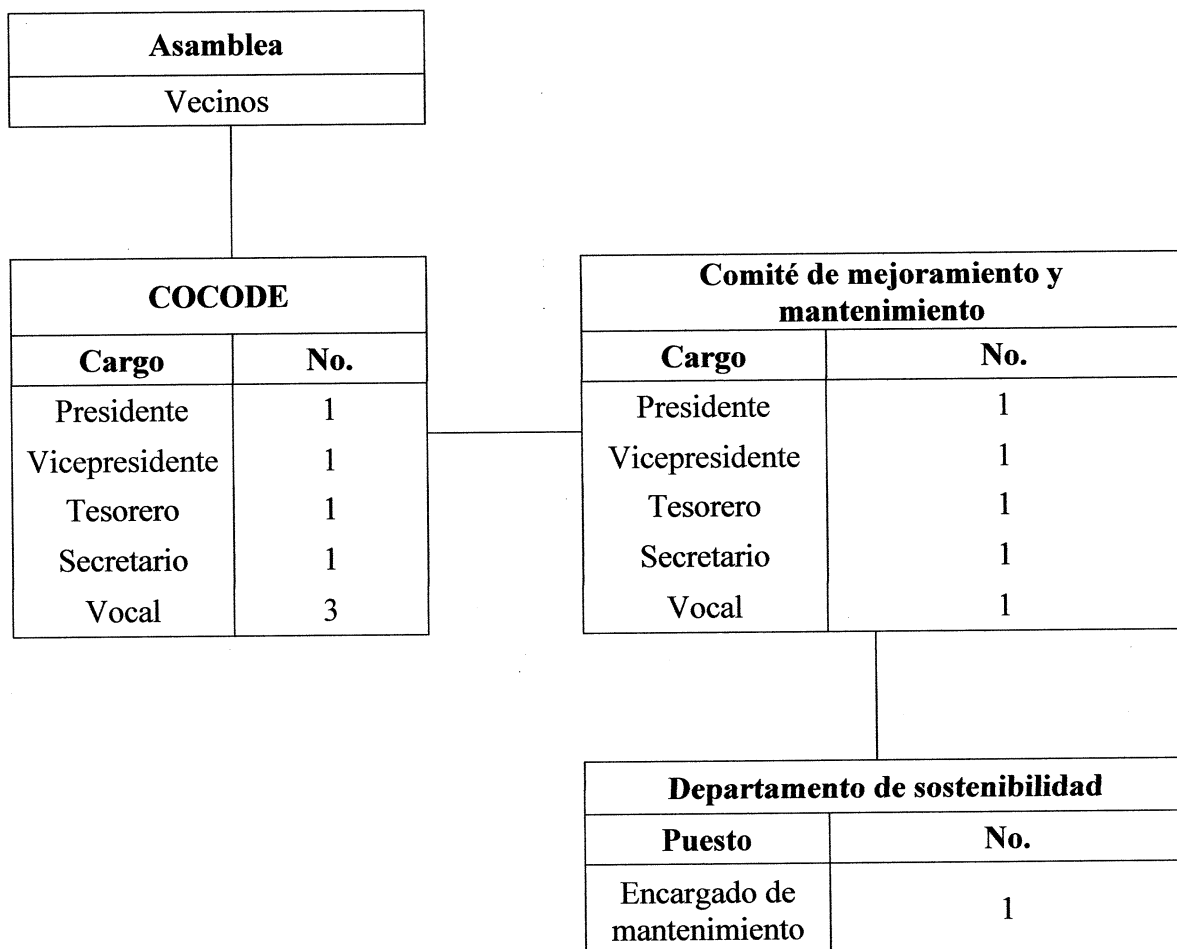 Asamblea
Vecinos
COCODE
Cargo No.
Presidente 1
Vicepresidente 1
Tesorero 1
Secretario 1
Vocal 3
Comité de mejoramiento y
mantenimiento
Cargo No.
Presidente 1
Vicepresidente 1
Tesorero 1
Secretario 1
Vocal 1
Departamento de sostenibilidad
Puesto No.
Encargado de
mantenimiento 1